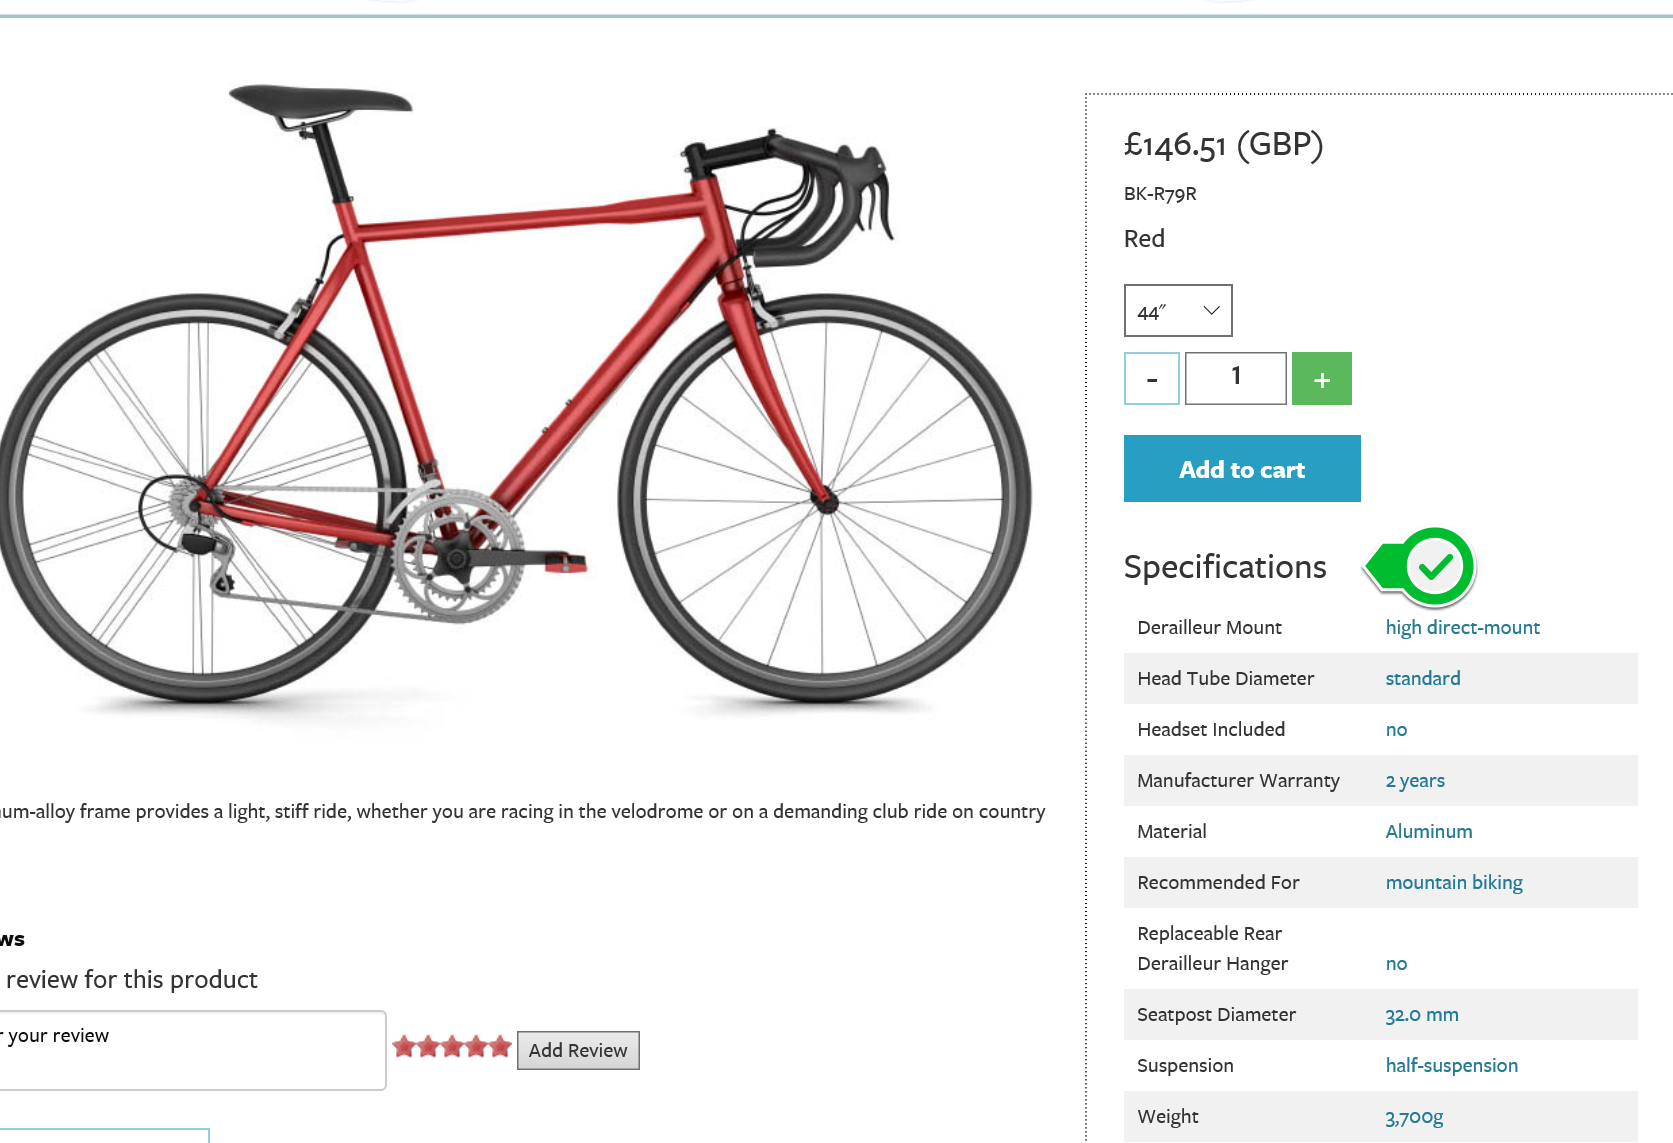 £146.51 (GBP)
BK-R79R
Red
44"
- 1 +
Add to cart
Specifications
Derailleur Mount high direct-mount
Head Tube Diameter standard
Headset Included no
Manufacturer Warranty 2 years
Material Aluminum
Recommended For mountain biking
Replaceable Rear
Derailleur Hanger no
Seatpost Diameter 32.0 mm
Suspension half-suspension
Weight 3,700g
um-alloy frame provides a light, stiff ride, whether you are racing in the velodrome or on a demanding club ride on country
ws
review for this product
r your review
Add Review